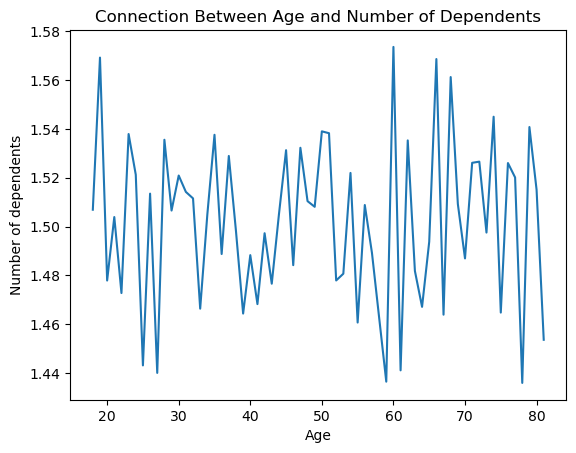 Connection Between Age and Number of Dependents
1.58
1.56
1.54
1.52
1.50
1.48
1.46
1.44
Number of dependents
20 30 40 50 60 70 80
Age